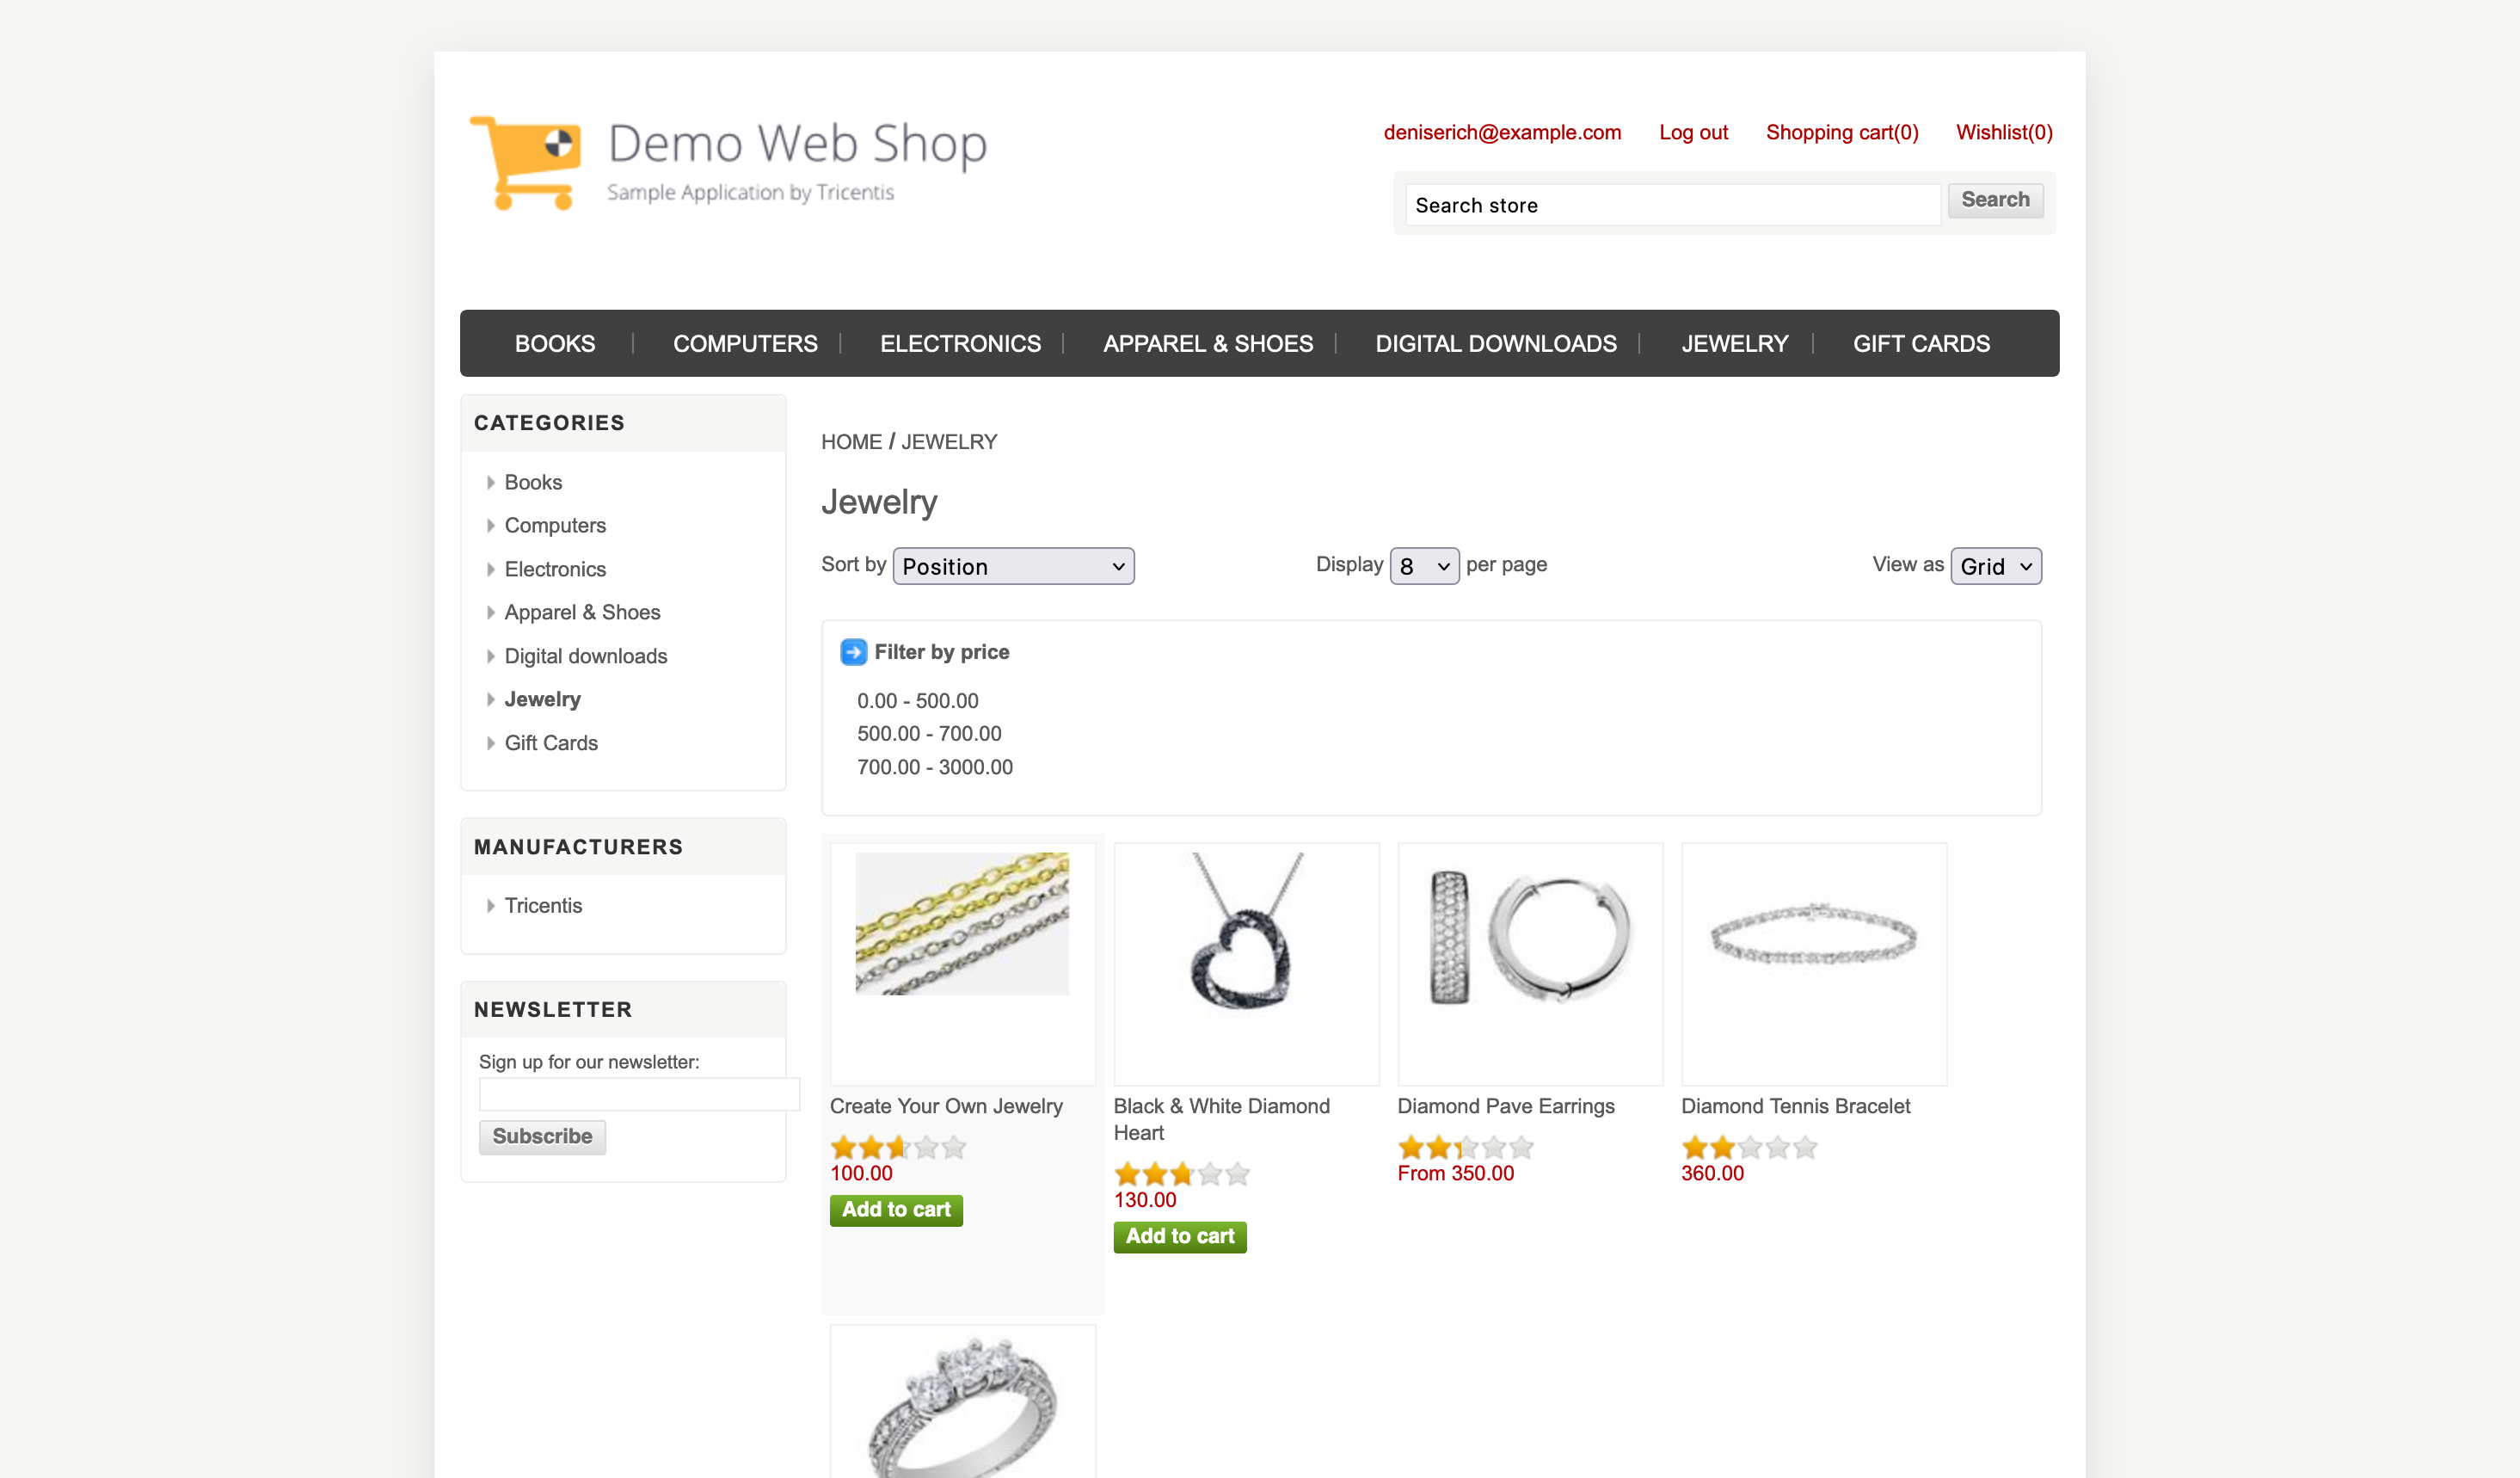 Demo Web Shop
Sample Application by Tricentis
deniserich@example.com Log out Shopping cart(0) Wishlist(0)
Search store Search
BOOKS COMPUTERS ELECTRONICS APPAREL & SHOES DIGITAL DOWNLOADS JEWELRY GIFT CARDS
CATEGORIES
Books
Computers
Electronics
Apparel & Shoes
Digital downloads
Jewelry
Gift Cards
MANUFACTURERS
Tricentis
NEWSLETTER
Sign up for our newsletter:
Subscribe
HOME / JEWELRY
Jewelry
Sort by Position Display 8 per page View as Grid
Filter by price
0.00 - 500.00
500.00 - 700.00
700.00 - 3000.00
Create Your Own Jewelry
100.00
Add to cart
Black & White Diamond
Heart
130.00
Add to cart
Diamond Pave Earrings
From 350.00
Diamond Tennis Bracelet
360.00